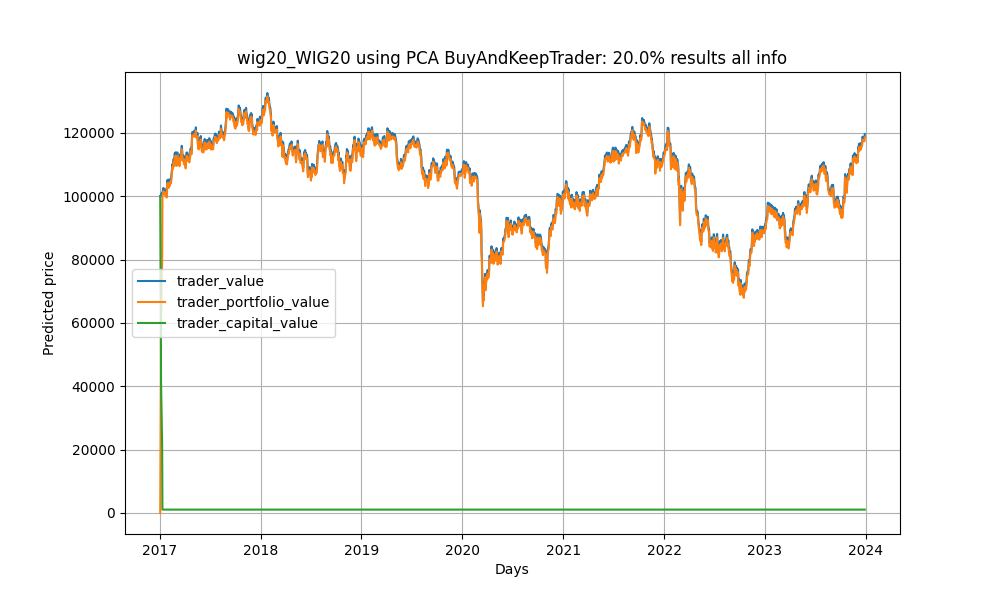 wig20_WIG20 using PCA BuyAndKeepTrader: 20.0% results all info
Predicted price
120000
100000
80000
60000
40000
20000
0
trader_value
trader_portfolio_value
trader_capital_value
2017 2018 2019 2020 2021 2022 2023 2024
Days